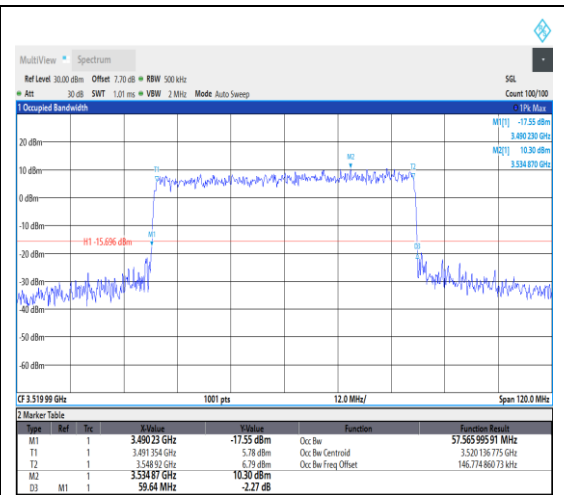 MultiView Spectrum
Ref Level 30.00 dBm Offset 7.70 dB RBW 500 kHz SGL
Att 30 dB SWT 1.01 ms VBW 2 MHz Mode Auto Sweep Count 100/100
1 Occupied Bandwidth 1Pk Max
M1[1] -17.55 dBm
3.490 230 GHz
M2[1] 10.30 dBm
3.534 870 GHz
20 dBm
M2
T1 T2
10 dBm
0 dBm
-10 dBm
M1
H1 -15.696 dBm
D3
-20 dBm
-30 dBm
-40 dBm
-50 dBm
-60 dBm
CF 3.519 99 GHz 1001 pts 12.0 MHz/ Span 120.0 MHz
2 Marker Table
Type Ref Trc X-Value Y-Value Function Function Result
M1 1 3.490 23 GHz -17.55 dBm Occ Bw 57.565 995 91 MHz
T1 1 3.491 354 GHz 5.78 dBm Occ Bw Centroid 3.520 136 775 GHz
T2 1 3.548 92 GHz 6.79 dBm Occ Bw Freq Offset 146.774 860 73 kHz
M2 1 3.534 87 GHz 10.30 dBm
D3 M1 1 59.64 MHz -2.27 dB